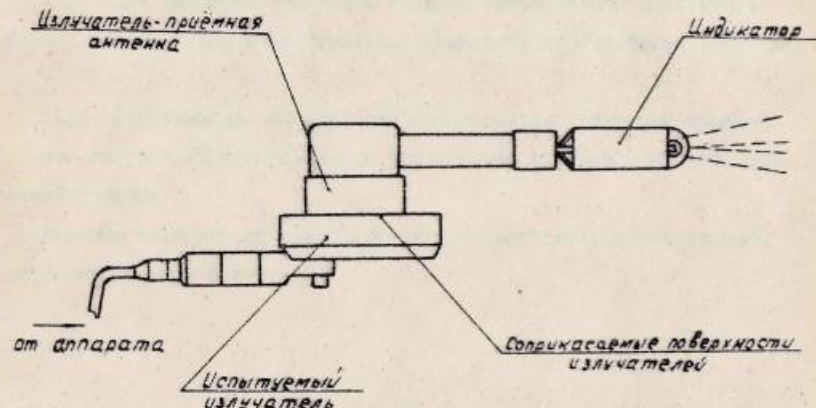 Излучатель-приёмная
антенна
Индикатор
от аппарата
Соприкасаемые поверхности
излучателей
Испытуемый
излучатель